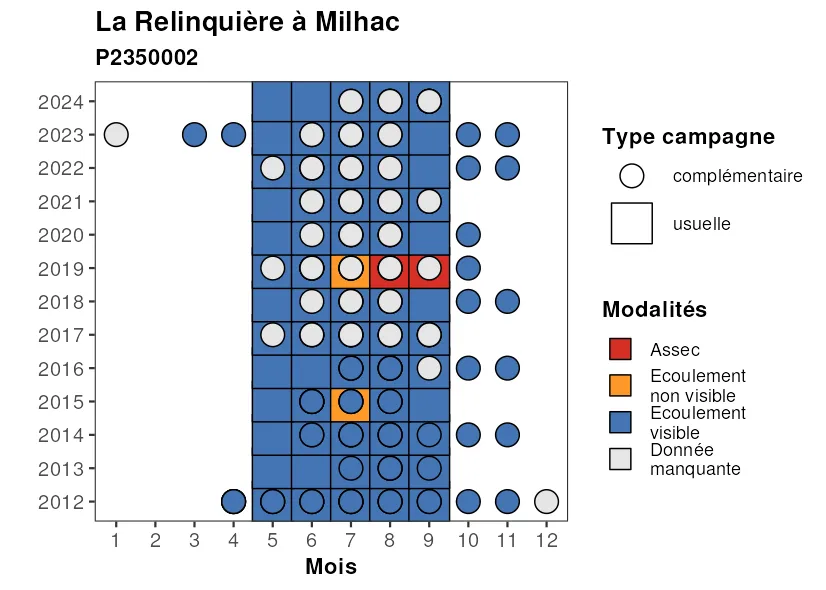 La Relinquière à Milhac
P2350002
2024
2023
2022
2021
2020
2019
2018
2017
2016
2015
2014
2013
2012
1 2 3 4 5 6 7 8 9 10 11 12
Mois
Type campagne
complémentaire
usuelle
Modalités
Assec
Ecoulement
non visible
Ecoulement
visible
Donnée
manquante